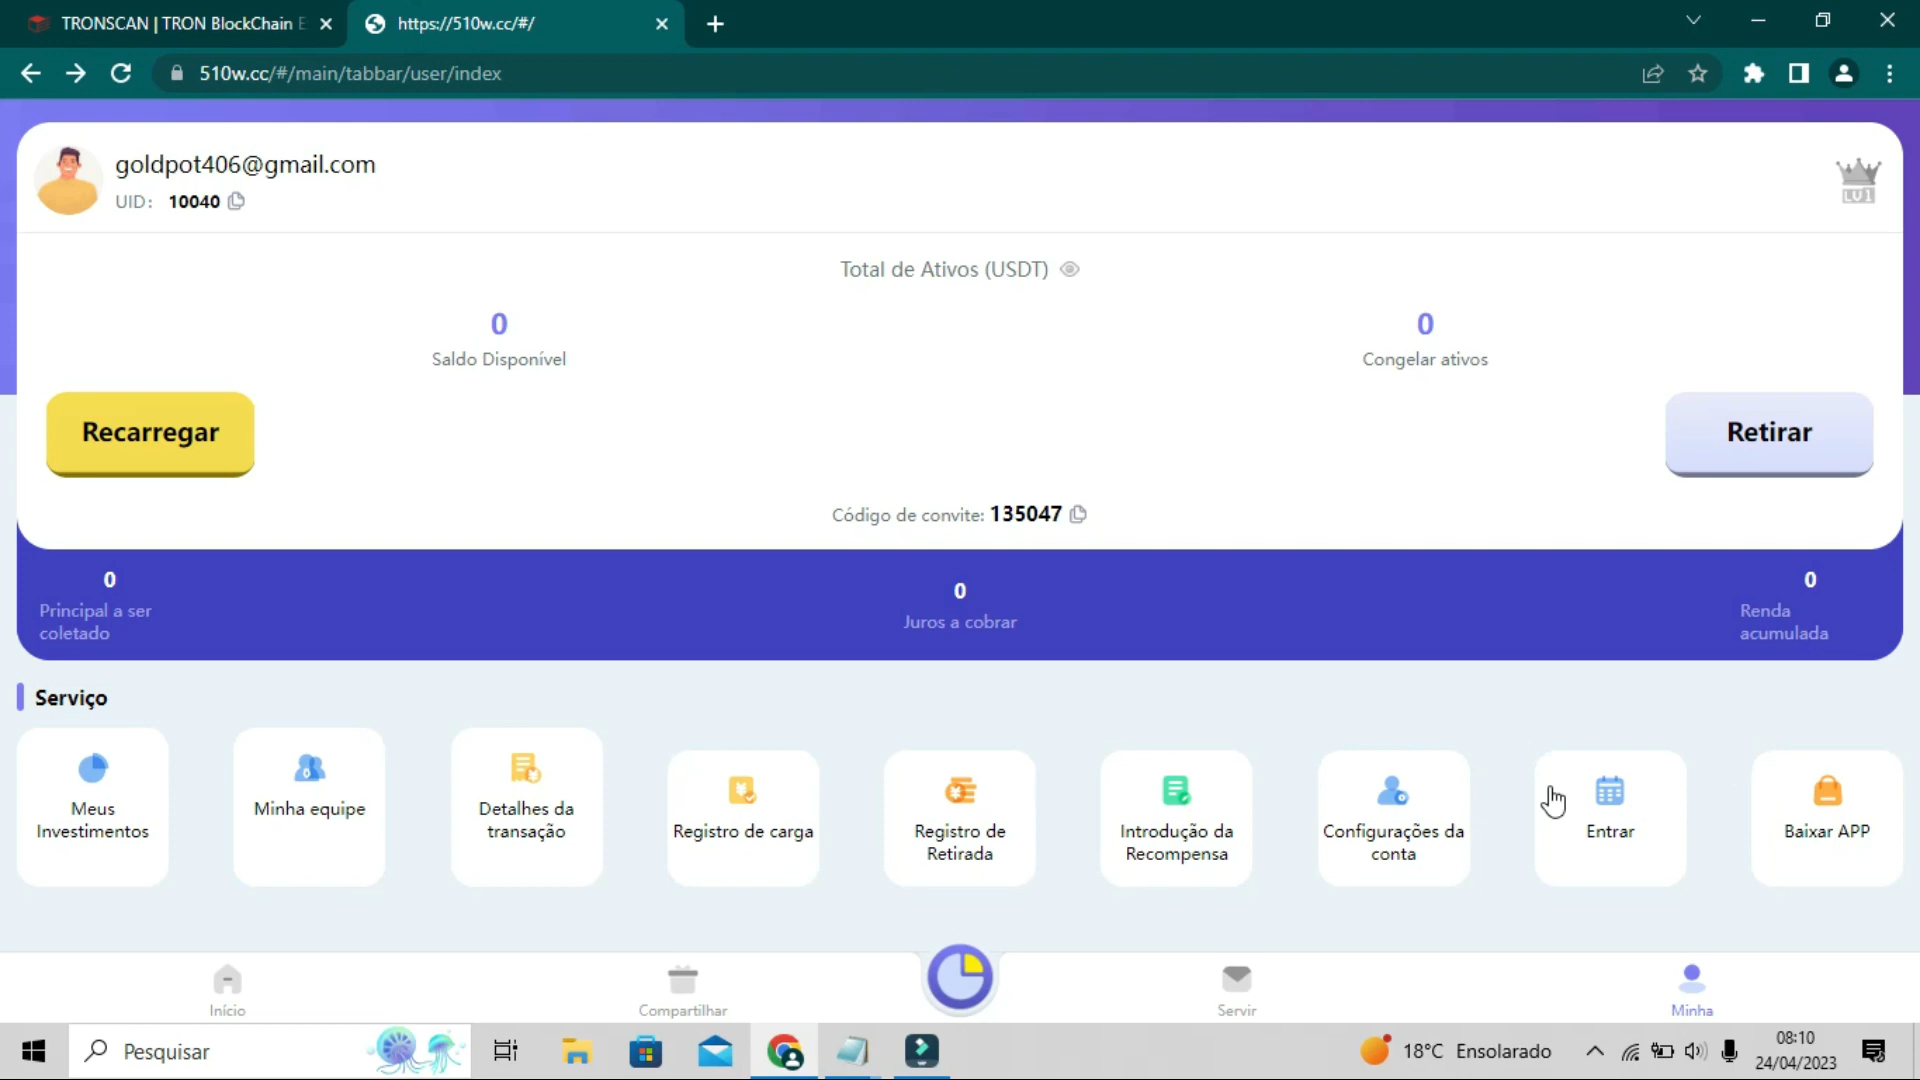 TRONSCAN | TRON BlockChain E
https://510w.cc/#/
510w.cc/#/main/tabbar/user/index
goldpot406@gmail.com
UID: 10040
LV1
Total de Ativos (USDT)
0
Saldo Disponível
0
Congelar ativos
Recarregar
Retirar
Código de convite: 135047
0
Principal a ser
coletado
0
Juros a cobrar
0
Renda
acumulada
Serviço
Meus
Investimentos
Minha equipe
Detalhes da
transação
Registro de carga
Registro de
Retirada
Introdução da
Recompensa
Configurações da
conta
Entrar
Baixar APP
Início
Compartilhar
Servir
Minha
Pesquisar
18°C Ensolarado
08:10
24/04/2023